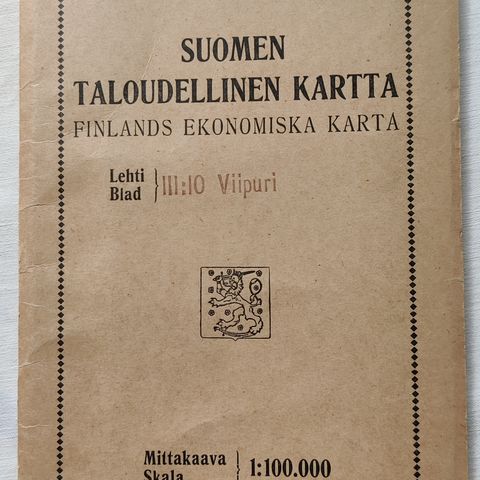 SUOMEN
TALOUDELLINEN KARTTA
FINLANDS EKONOMISKA KARTA
Lehti
Blad } III:10 Viipuri
Mittakaava
Skala } 1:100.000